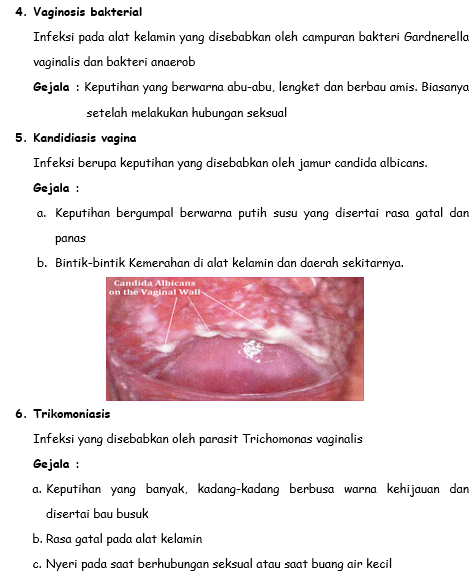 4. Vaginosis bakterial
Infeksi pada alat kelamin yang disebabkan oleh campuran bakteri Gardnerella
vaginalis dan bakteri anaerob
Gejala : Keputihan yang berwarna abu-abu, lengket dan berbau amis. Biasanya
setelah melakukan hubungan seksual
5. Kandidiasis vagina
Infeksi berupa keputihan yang disebabkan oleh jamur candida albicans.
Gejala :
a. Keputihan bergumpal berwarna putih susu yang disertai rasa gatal dan
panas
b. Bintik-bintik Kemerahan di alat kelamin dan daerah sekitarnya.
Candida Albicans
on the Vaginal Wall
6. Trikomoniasis
Infeksi yang disebabkan oleh parasit Trichomonas vaginalis
Gejala :
a. Keputihan yang banyak, kadang-kadang berbusa warna kehijauan dan
disertai bau busuk
b. Rasa gatal pada alat kelamin
c. Nyeri pada saat berhubungan seksual atau saat buang air kecil